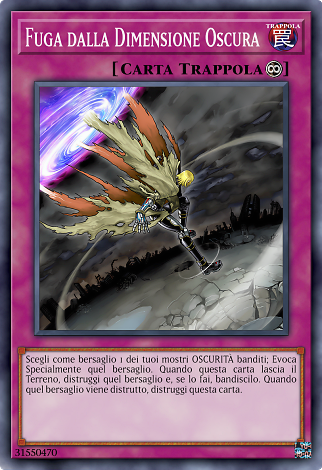 Fuga dalla Dimensione Oscura
TRAPPOLA
罠
[Carta Trappola]
Scegli come bersaglio 1 dei tuoi mostri OSCURITÀ banditi; Evoca
Specialmente quel bersaglio. Quando questa carta lascia il
Terreno, distruggi quel bersaglio e, se lo fai, bandiscilo. Quando
quel bersaglio viene distrutto, distruggi questa carta.
31550470